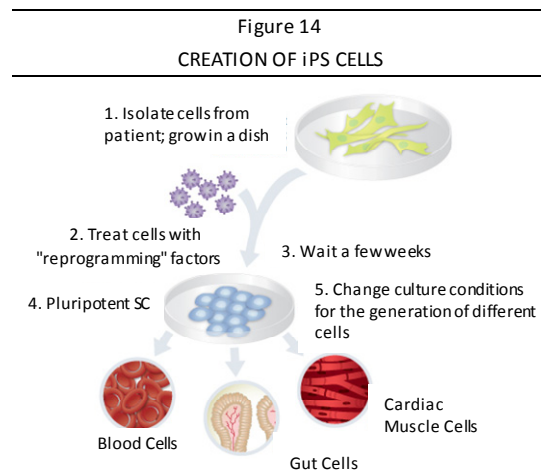 Figure 14
CREATION OF iPS CELLS
1. Isolate cells from
patient; grow in a dish
2. Treat cells with
"reprogramming" factors
3. Wait a few weeks
4. Pluripotent SC
5. Change culture conditions
for the generation of different
cells
Blood Cells
Gut Cells
Cardiac
Muscle Cells